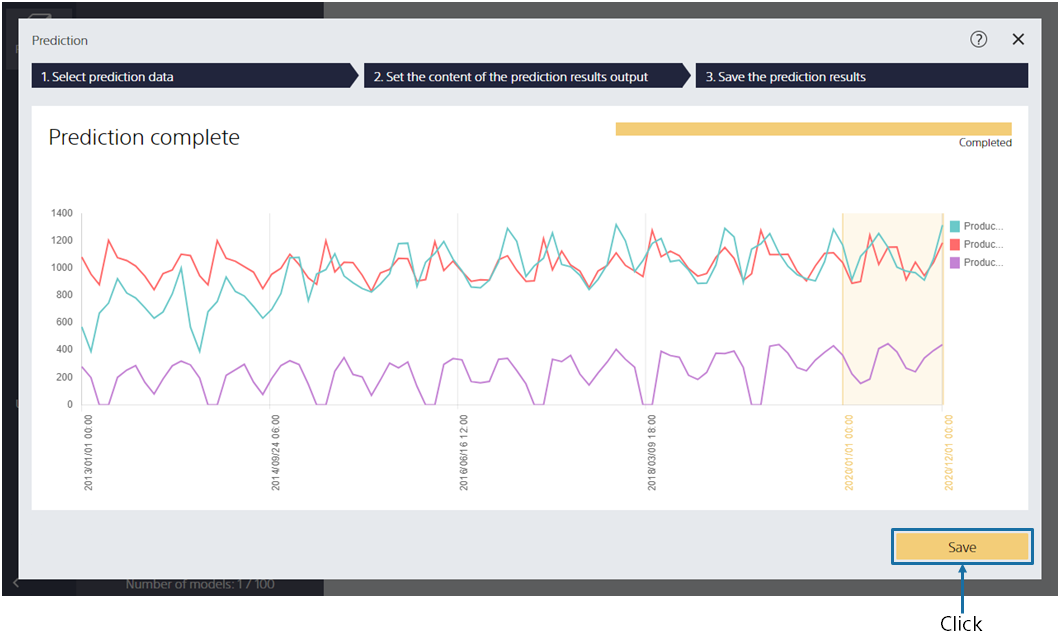 Prediction
?
1. Select prediction data
2. Set the content of the prediction results output
3. Save the prediction results
Prediction complete
Completed
1400
1200
1000
800
600
400
200
0
Produc...
Produc...
Produc...
2013/01/01 00:00
2014/09/24 06:00
2016/06/16 12:00
2018/03/09 18:00
2020/01/01 00:00
2020/12/01 00:00
Save
Number of models: 1 / 100
Click